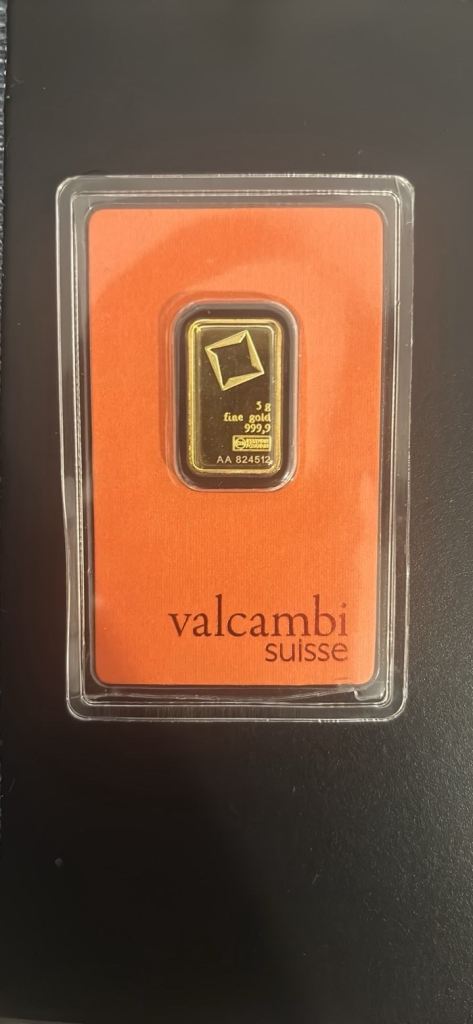 5 g
fine gold
999,9
AA 824512
valcambi
suisse